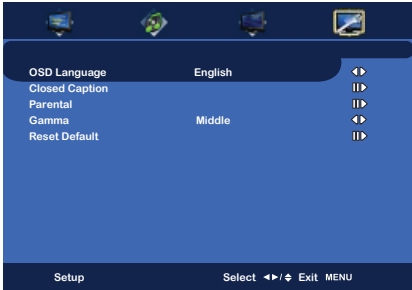 OSD Language English
Closed Caption
Parental
Gamma Middle
Reset Default
Setup Select ◄►/♦ Exit MENU